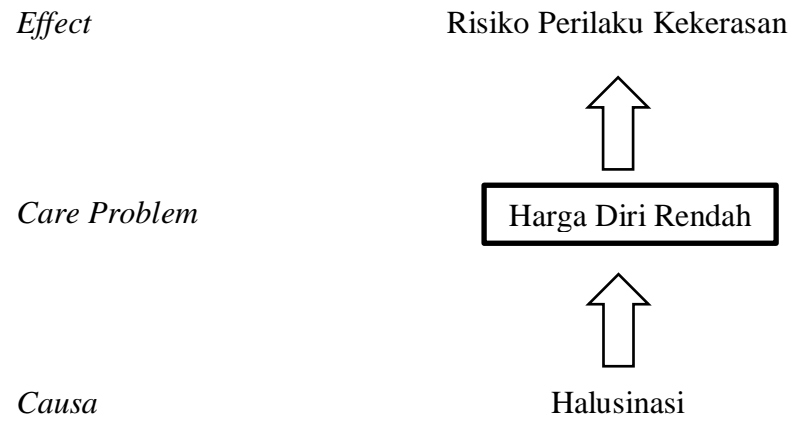 Effect Risiko Perilaku Kekerasan
Care Problem Harga Diri Rendah
Causa Halusinasi